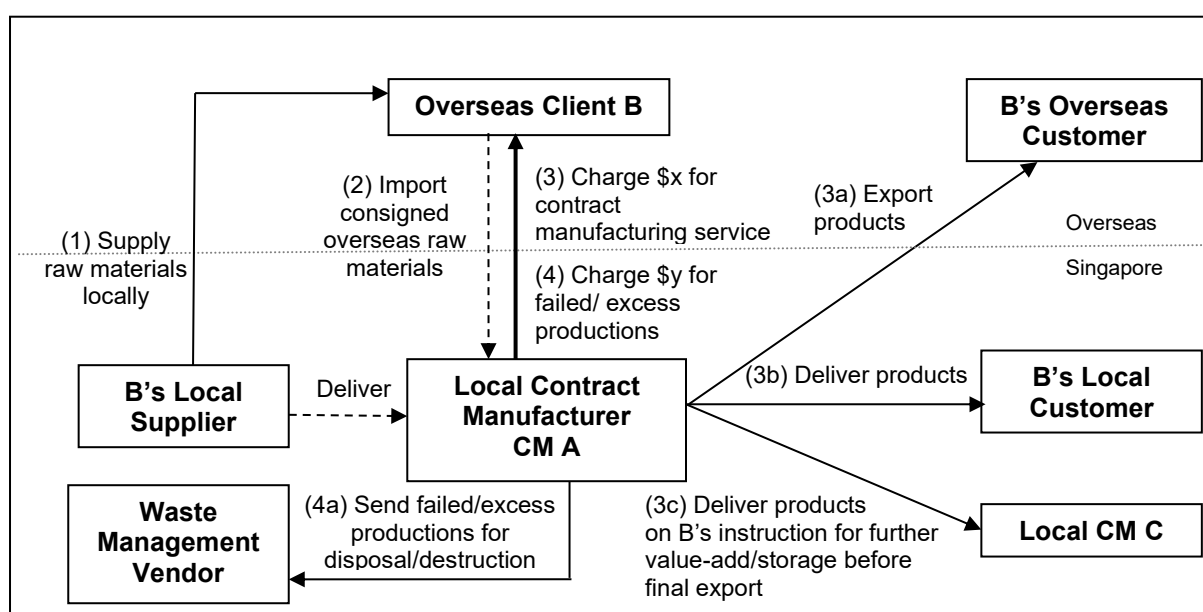 Overseas Client B
B's Overseas
Customer
(1) Supply
raw materials
locally
(2) Import
consigned
overseas raw
materials
(3) Charge $x for
contract
manufacturing service
(4) Charge $y for
failed/ excess
productions
(3a) Export
products
Overseas
Singapore
B's Local
Supplier
Deliver
Local Contract
Manufacturer
CM A
(3b) Deliver products
B's Local
Customer
Waste
Management
Vendor
(4a) Send failed/excess
productions for
disposal/destruction
(3c) Deliver products
on B's instruction for further
value-add/storage before
final export
Local CM C